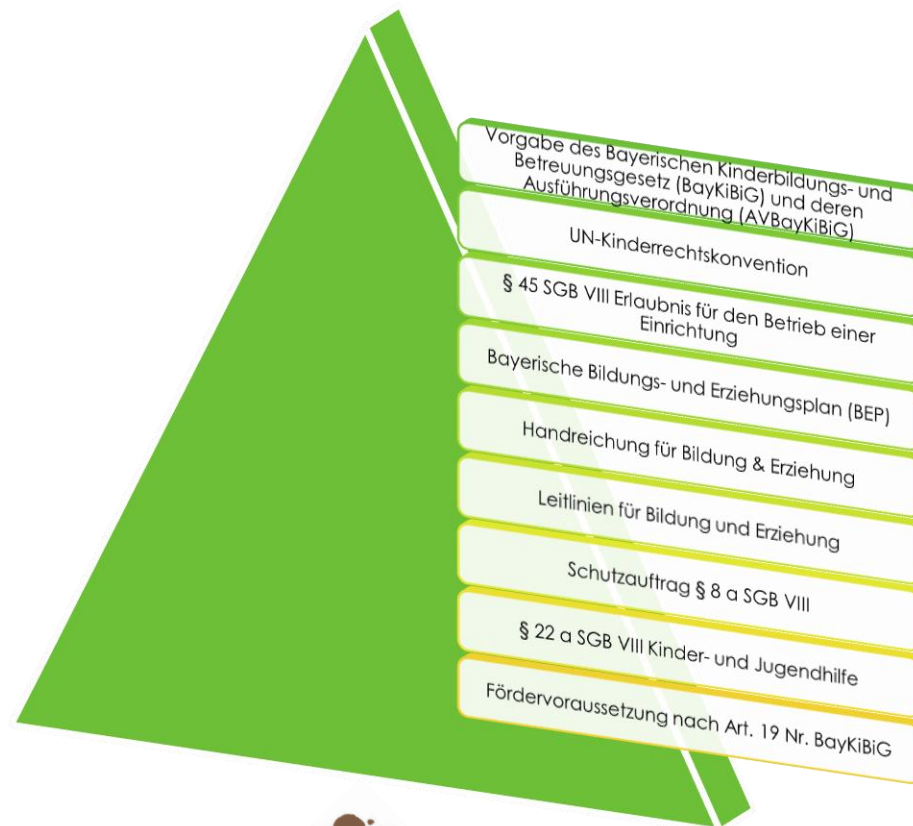 Vorgabe des Bayerischen Kinderbildungs- und
Betreuungsgesetz (BayKiBiG) und deren
Ausführungsverordnung (AVBayKiBiG)
UN-Kinderrechtskonvention
§ 45 SGB VIII Erlaubnis für den Betrieb einer
Einrichtung
Bayerische Bildungs- und Erziehungsplan (BEP)
Handreichung für Bildung & Erziehung
Leitlinien für Bildung und Erziehung
Schutzauftrag § 8 a SGB VIII
§ 22 a SGB VIII Kinder- und Jugendhilfe
Fördervoraussetzung nach Art. 19 Nr. BayKiBiG